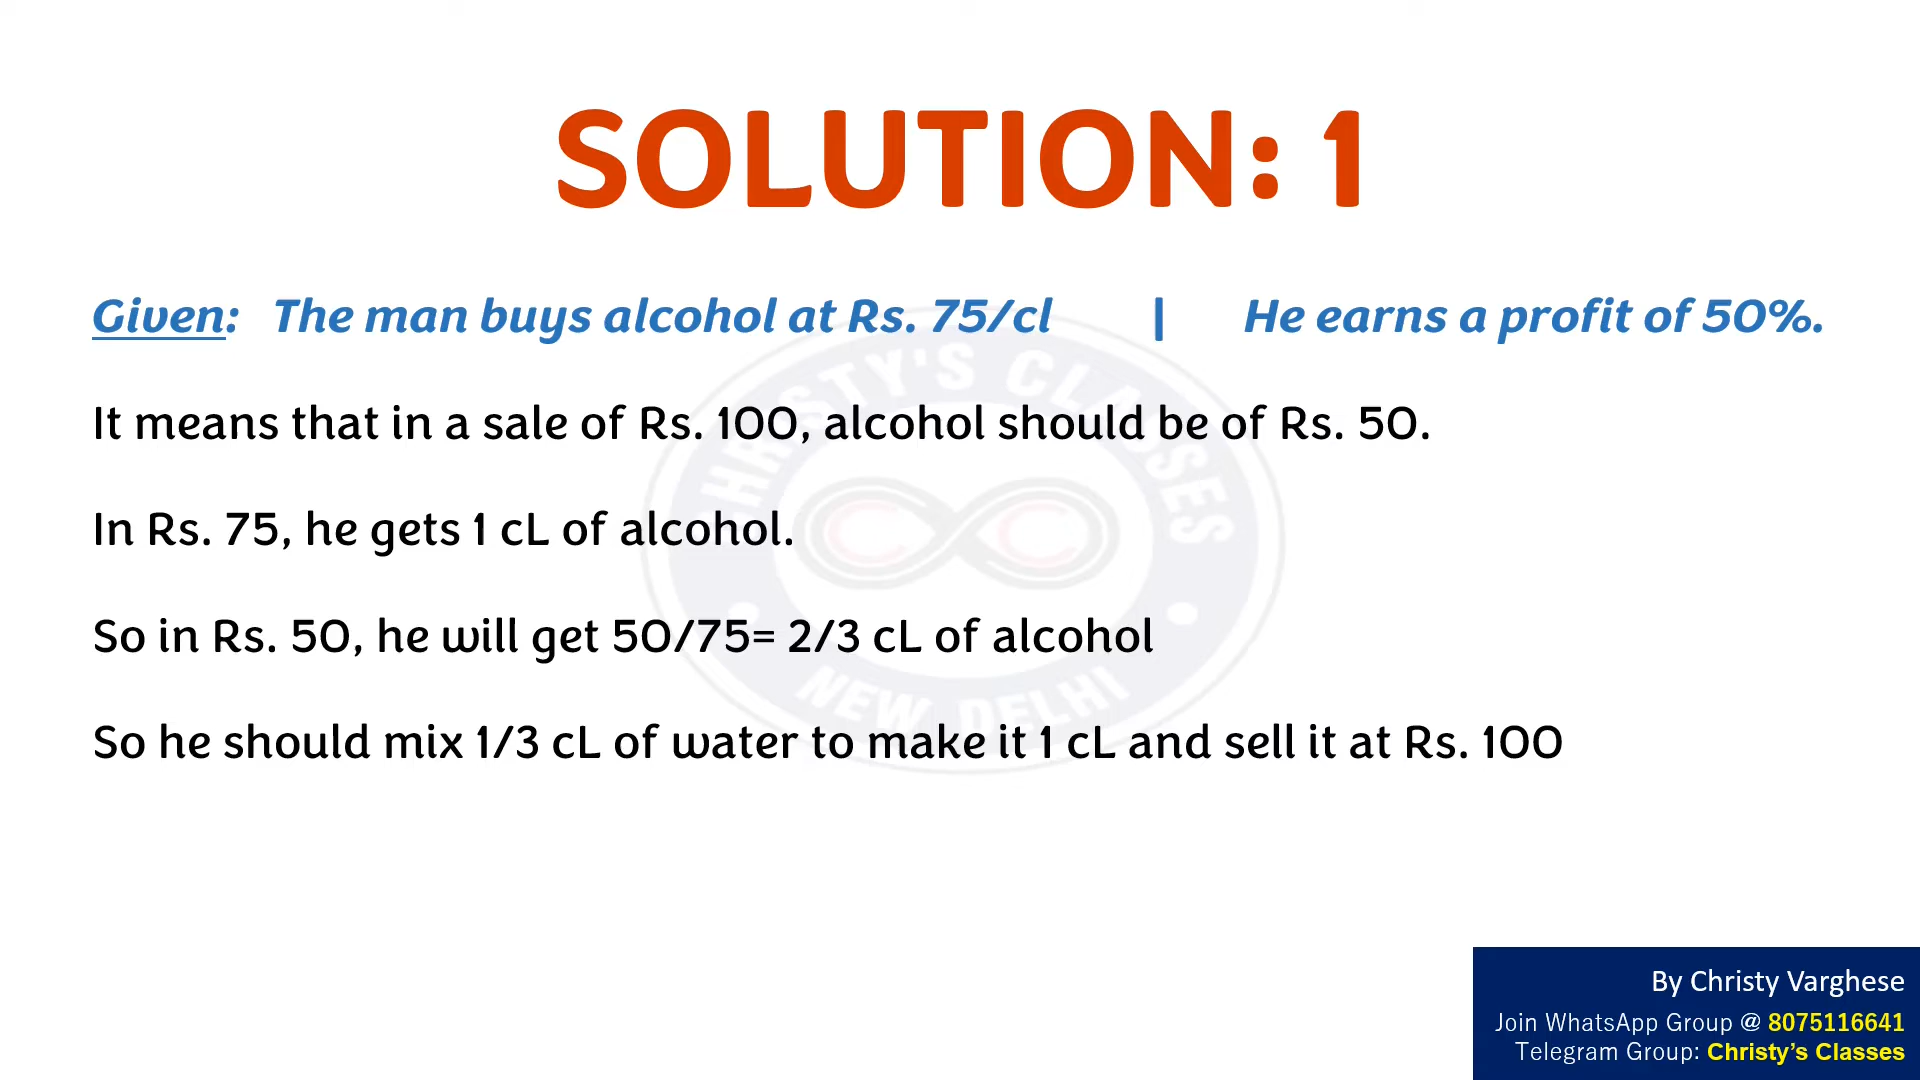 SOLUTION: 1
Given: The man buys alcohol at Rs. 75/cl | He earns a profit of 50%.
It means that in a sale of Rs. 100, alcohol should be of Rs. 50.
In Rs. 75, he gets 1 cL of alcohol.
So in Rs. 50, he will get 50/75= 2/3 cL of alcohol
So he should mix 1/3 cL of water to make it 1 cL and sell it at Rs. 100
CHRISTY'S CLASSES
NEW DELHI
By Christy Varghese
Join WhatsApp Group @ 8075116641
Telegram Group: Christy's Classes